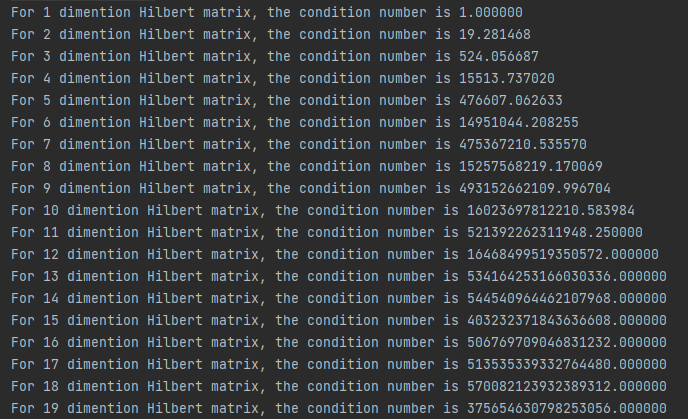 For 1 dimention Hilbert matrix, the condition number is 1.000000
For 2 dimention Hilbert matrix, the condition number is 19.281468
For 3 dimention Hilbert matrix, the condition number is 524.056687
For 4 dimention Hilbert matrix, the condition number is 15513.737020
For 5 dimention Hilbert matrix, the condition number is 476607.062633
For 6 dimention Hilbert matrix, the condition number is 14951044.208255
For 7 dimention Hilbert matrix, the condition number is 475367210.535570
For 8 dimention Hilbert matrix, the condition number is 15257568219.170069
For 9 dimention Hilbert matrix, the condition number is 493152662109.996704
For 10 dimention Hilbert matrix, the condition number is 16023697812210.583984
For 11 dimention Hilbert matrix, the condition number is 521392262311948.250000
For 12 dimention Hilbert matrix, the condition number is 16468499519350572.000000
For 13 dimention Hilbert matrix, the condition number is 534164253166030336.000000
For 14 dimention Hilbert matrix, the condition number is 544540964462107968.000000
For 15 dimention Hilbert matrix, the condition number is 403232371843636608.000000
For 16 dimention Hilbert matrix, the condition number is 506769709046831232.000000
For 17 dimention Hilbert matrix, the condition number is 513535339332764480.000000
For 18 dimention Hilbert matrix, the condition number is 570082123932389312.000000
For 19 dimention Hilbert matrix, the condition number is 375654630798253056.000000